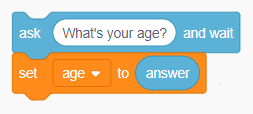 ask What's your age? and wait
set age to answer